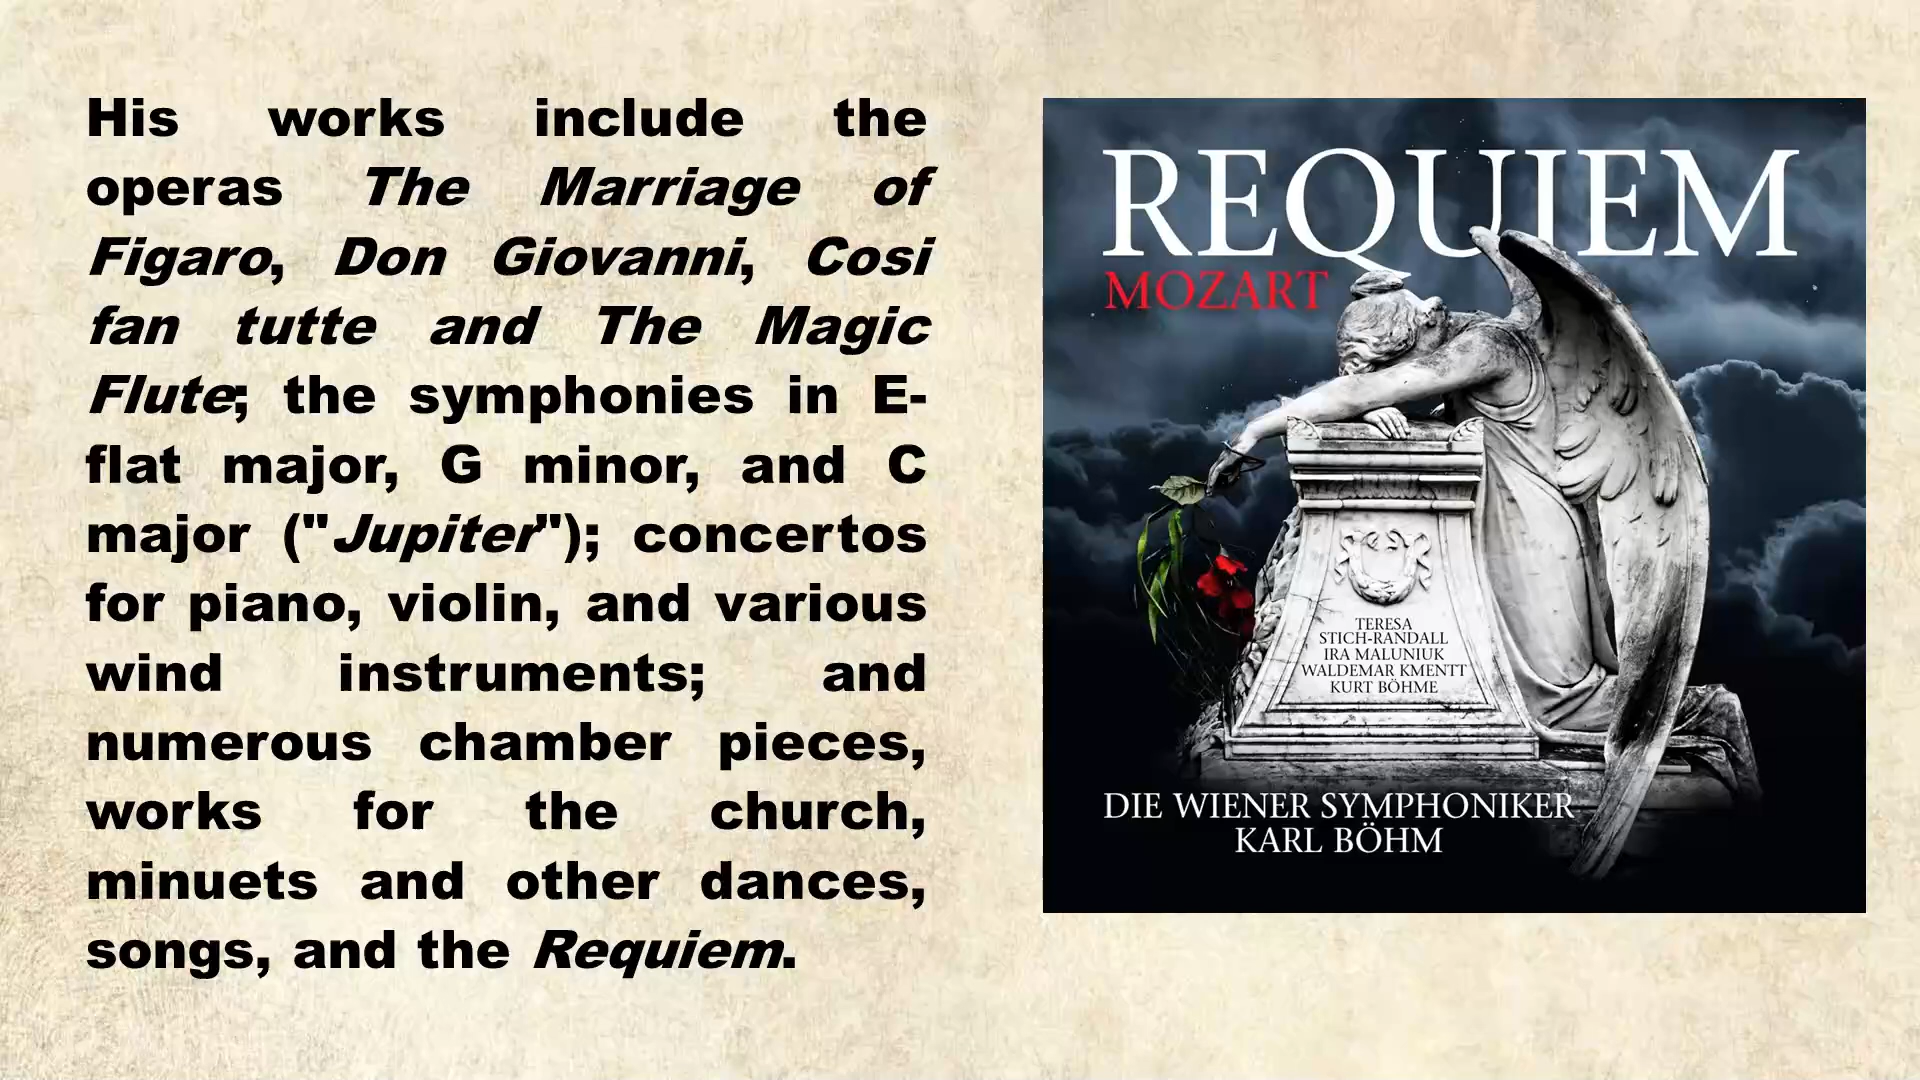 His works include the
operas The Marriage of
Figaro, Don Giovanni, Cosi
fan tutte and The Magic
Flute; the symphonies in E-
flat major, G minor, and C
major ("Jupiter"); concertos
for piano, violin, and various
wind instruments; and
numerous chamber pieces,
works for the church,
minuets and other dances,
songs, and the Requiem.
REQUIEM
MOZART
TERESA
STICH-RANDALL
IRA MALUNIUK
WALDEMAR KMENTT
KURT BÖHME
DIE WIENER SYMPHONIKER
KARL BÖHM